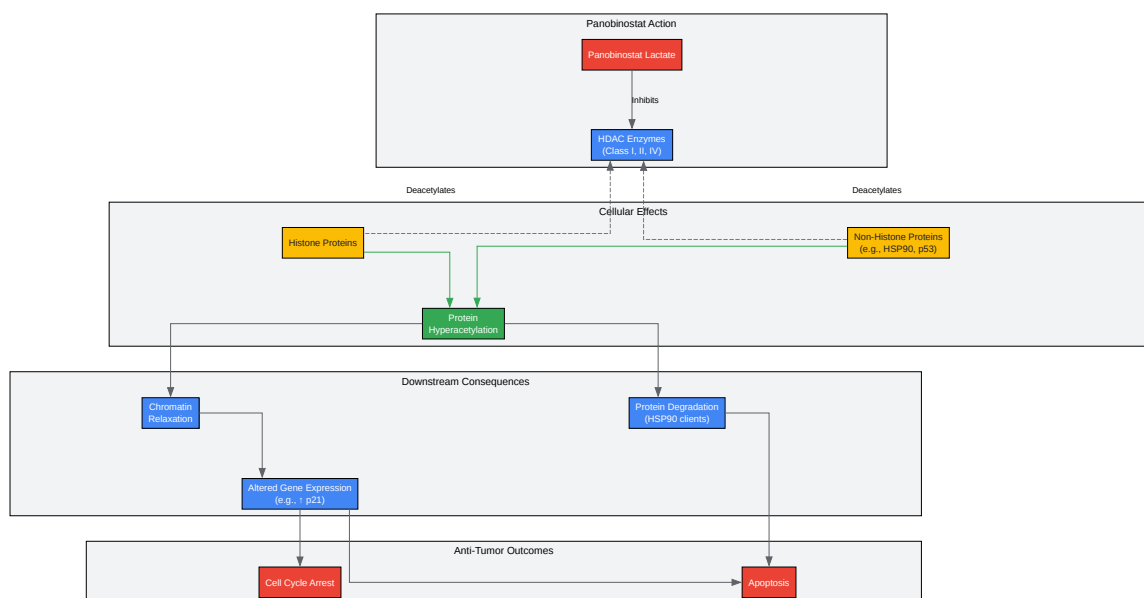 Panobinostat Action
Panobinostat Lactate
Inhibits
HDAC Enzymes
(Class I, II, IV)
Deacetylates
Deacetylates
Cellular Effects
Histone Proteins
Non-Histone Proteins
(e.g., HSP90, p53)
Protein
Hyperacetylation
Downstream Consequences
Chromatin
Relaxation
Protein Degradation
(HSP90 clients)
Altered Gene Expression
(e.g., ↑ p21)
Anti-Tumor Outcomes
Cell Cycle Arrest
Apoptosis